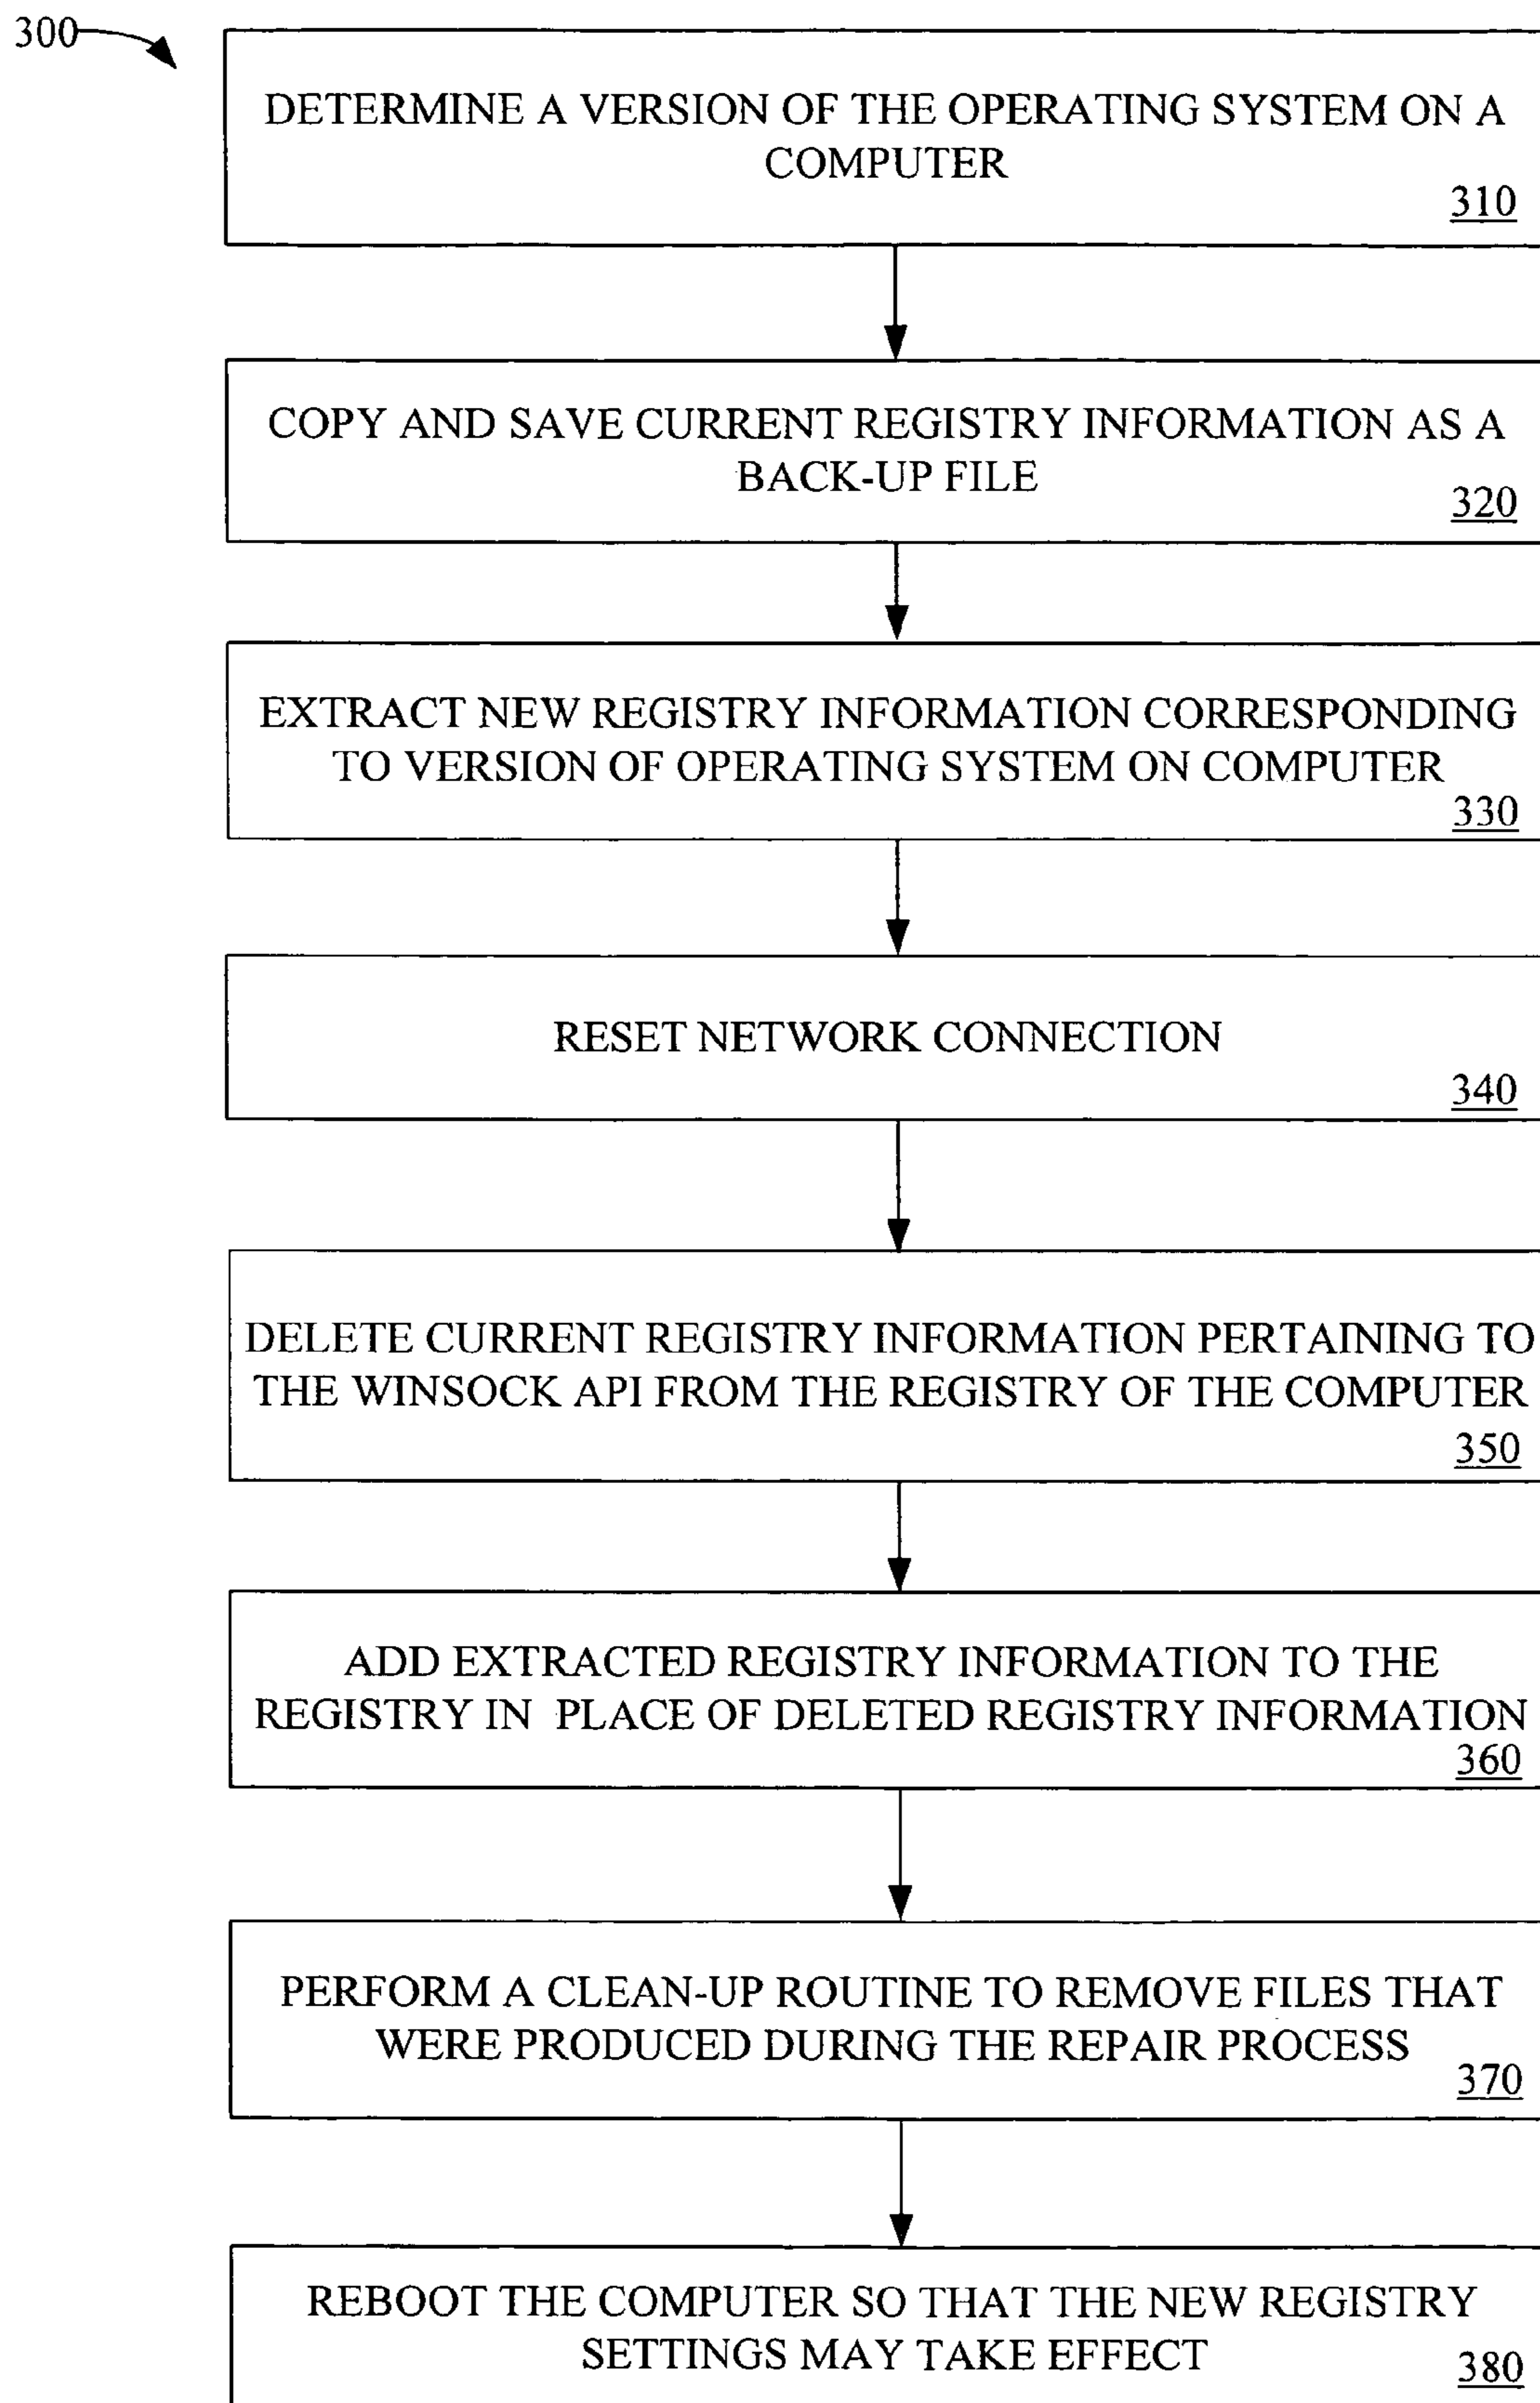 300
DETERMINE A VERSION OF THE OPERATING SYSTEM ON A
COMPUTER
310
COPY AND SAVE CURRENT REGISTRY INFORMATION AS A
BACK-UP FILE
320
EXTRACT NEW REGISTRY INFORMATION CORRESPONDING
TO VERSION OF OPERATING SYSTEM ON COMPUTER
330
RESET NETWORK CONNECTION
340
DELETE CURRENT REGISTRY INFORMATION PERTAINING TO
THE WINSOCK API FROM THE REGISTRY OF THE COMPUTER
350
ADD EXTRACTED REGISTRY INFORMATION TO THE
REGISTRY IN PLACE OF DELETED REGISTRY INFORMATION
360
PERFORM A CLEAN-UP ROUTINE TO REMOVE FILES THAT
WERE PRODUCED DURING THE REPAIR PROCESS
370
REBOOT THE COMPUTER SO THAT THE NEW REGISTRY
SETTINGS MAY TAKE EFFECT
380